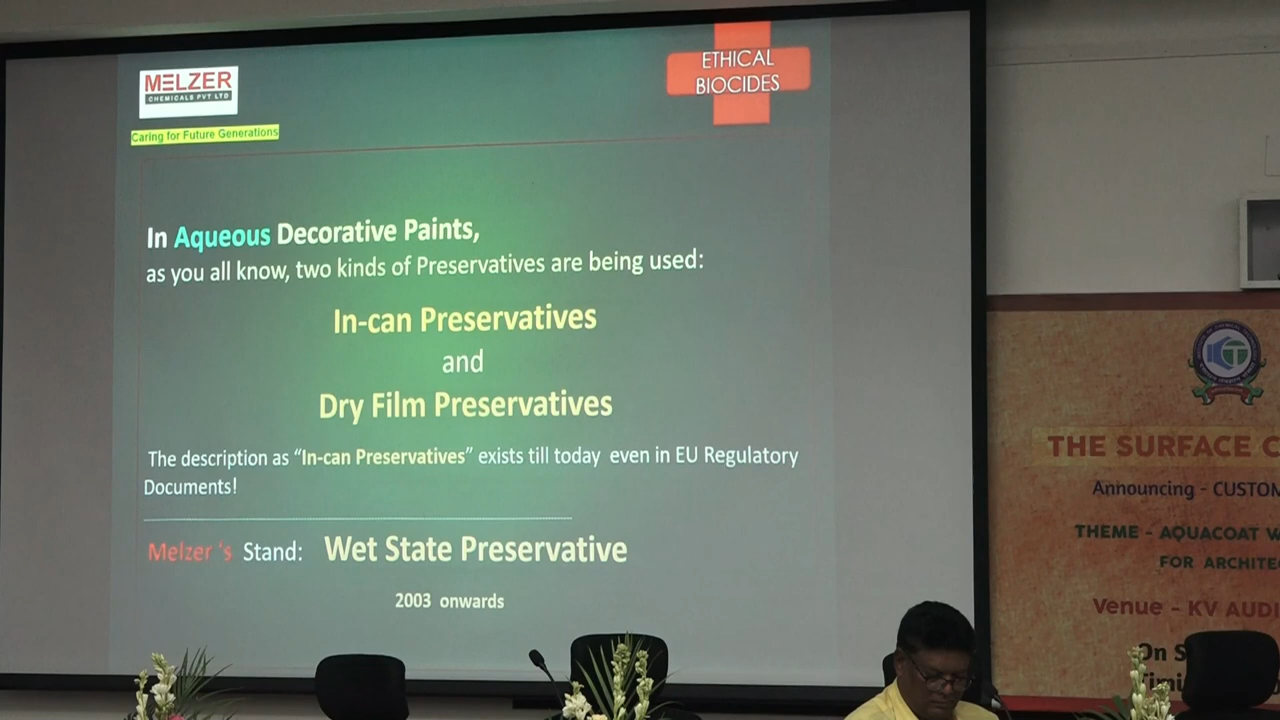 MELZER
CHEMICALS PVT LTD
Caring for Future Generations
ETHICAL
BIOCIDES
In Aqueous Decorative Paints,
as you all know, two kinds of Preservatives are being used:
In-can Preservatives
and
Dry Film Preservatives
The description as “In-can Preservatives” exists till today even in EU Regulatory
Documents!
Melzer 's Stand: Wet State Preservative
2003 onwards
THE SURFACE
Announcing -
THEME - AQUACOAT
FOR
Venue - KV
On